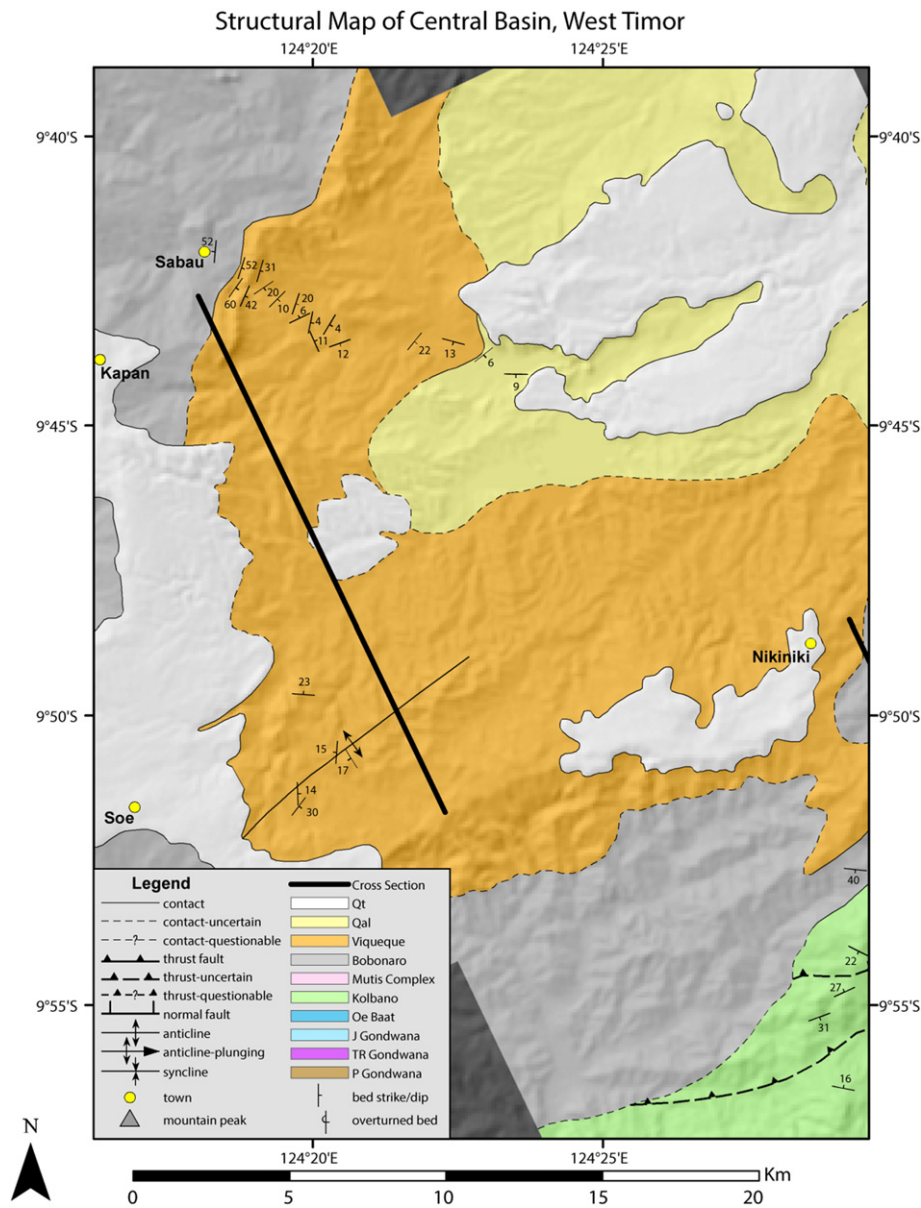 Structural Map of Central Basin, West Timor
124°20'E 124°25'E
9°40'S 9°40'S
52
Sabau
52 31
60 42 20 10 20
6 4 4
11 12 22 13 6
9
Kapan
9°45'S 9°45'S
Nikiniki
23
9°50'S 9°50'S
15
17
14
30
Soe
40
22
27
31
16
9°55'S 9°55'S
Legend
contact
contact-uncertain
contact-questionable
-?-
thrust fault
thrust-uncertain
thrust-questionable
?
normal fault
anticline
anticline-plunging
syncline
town
mountain peak
Cross Section
Qt
Qal
Viqueque
Bobonaro
Mutis Complex
Kolbano
Oe Baat
J Gondwana
TR Gondwana
P Gondwana
bed strike/dip
overturned bed
124°20'E 124°25'E
N
Km
0 5 10 15 20